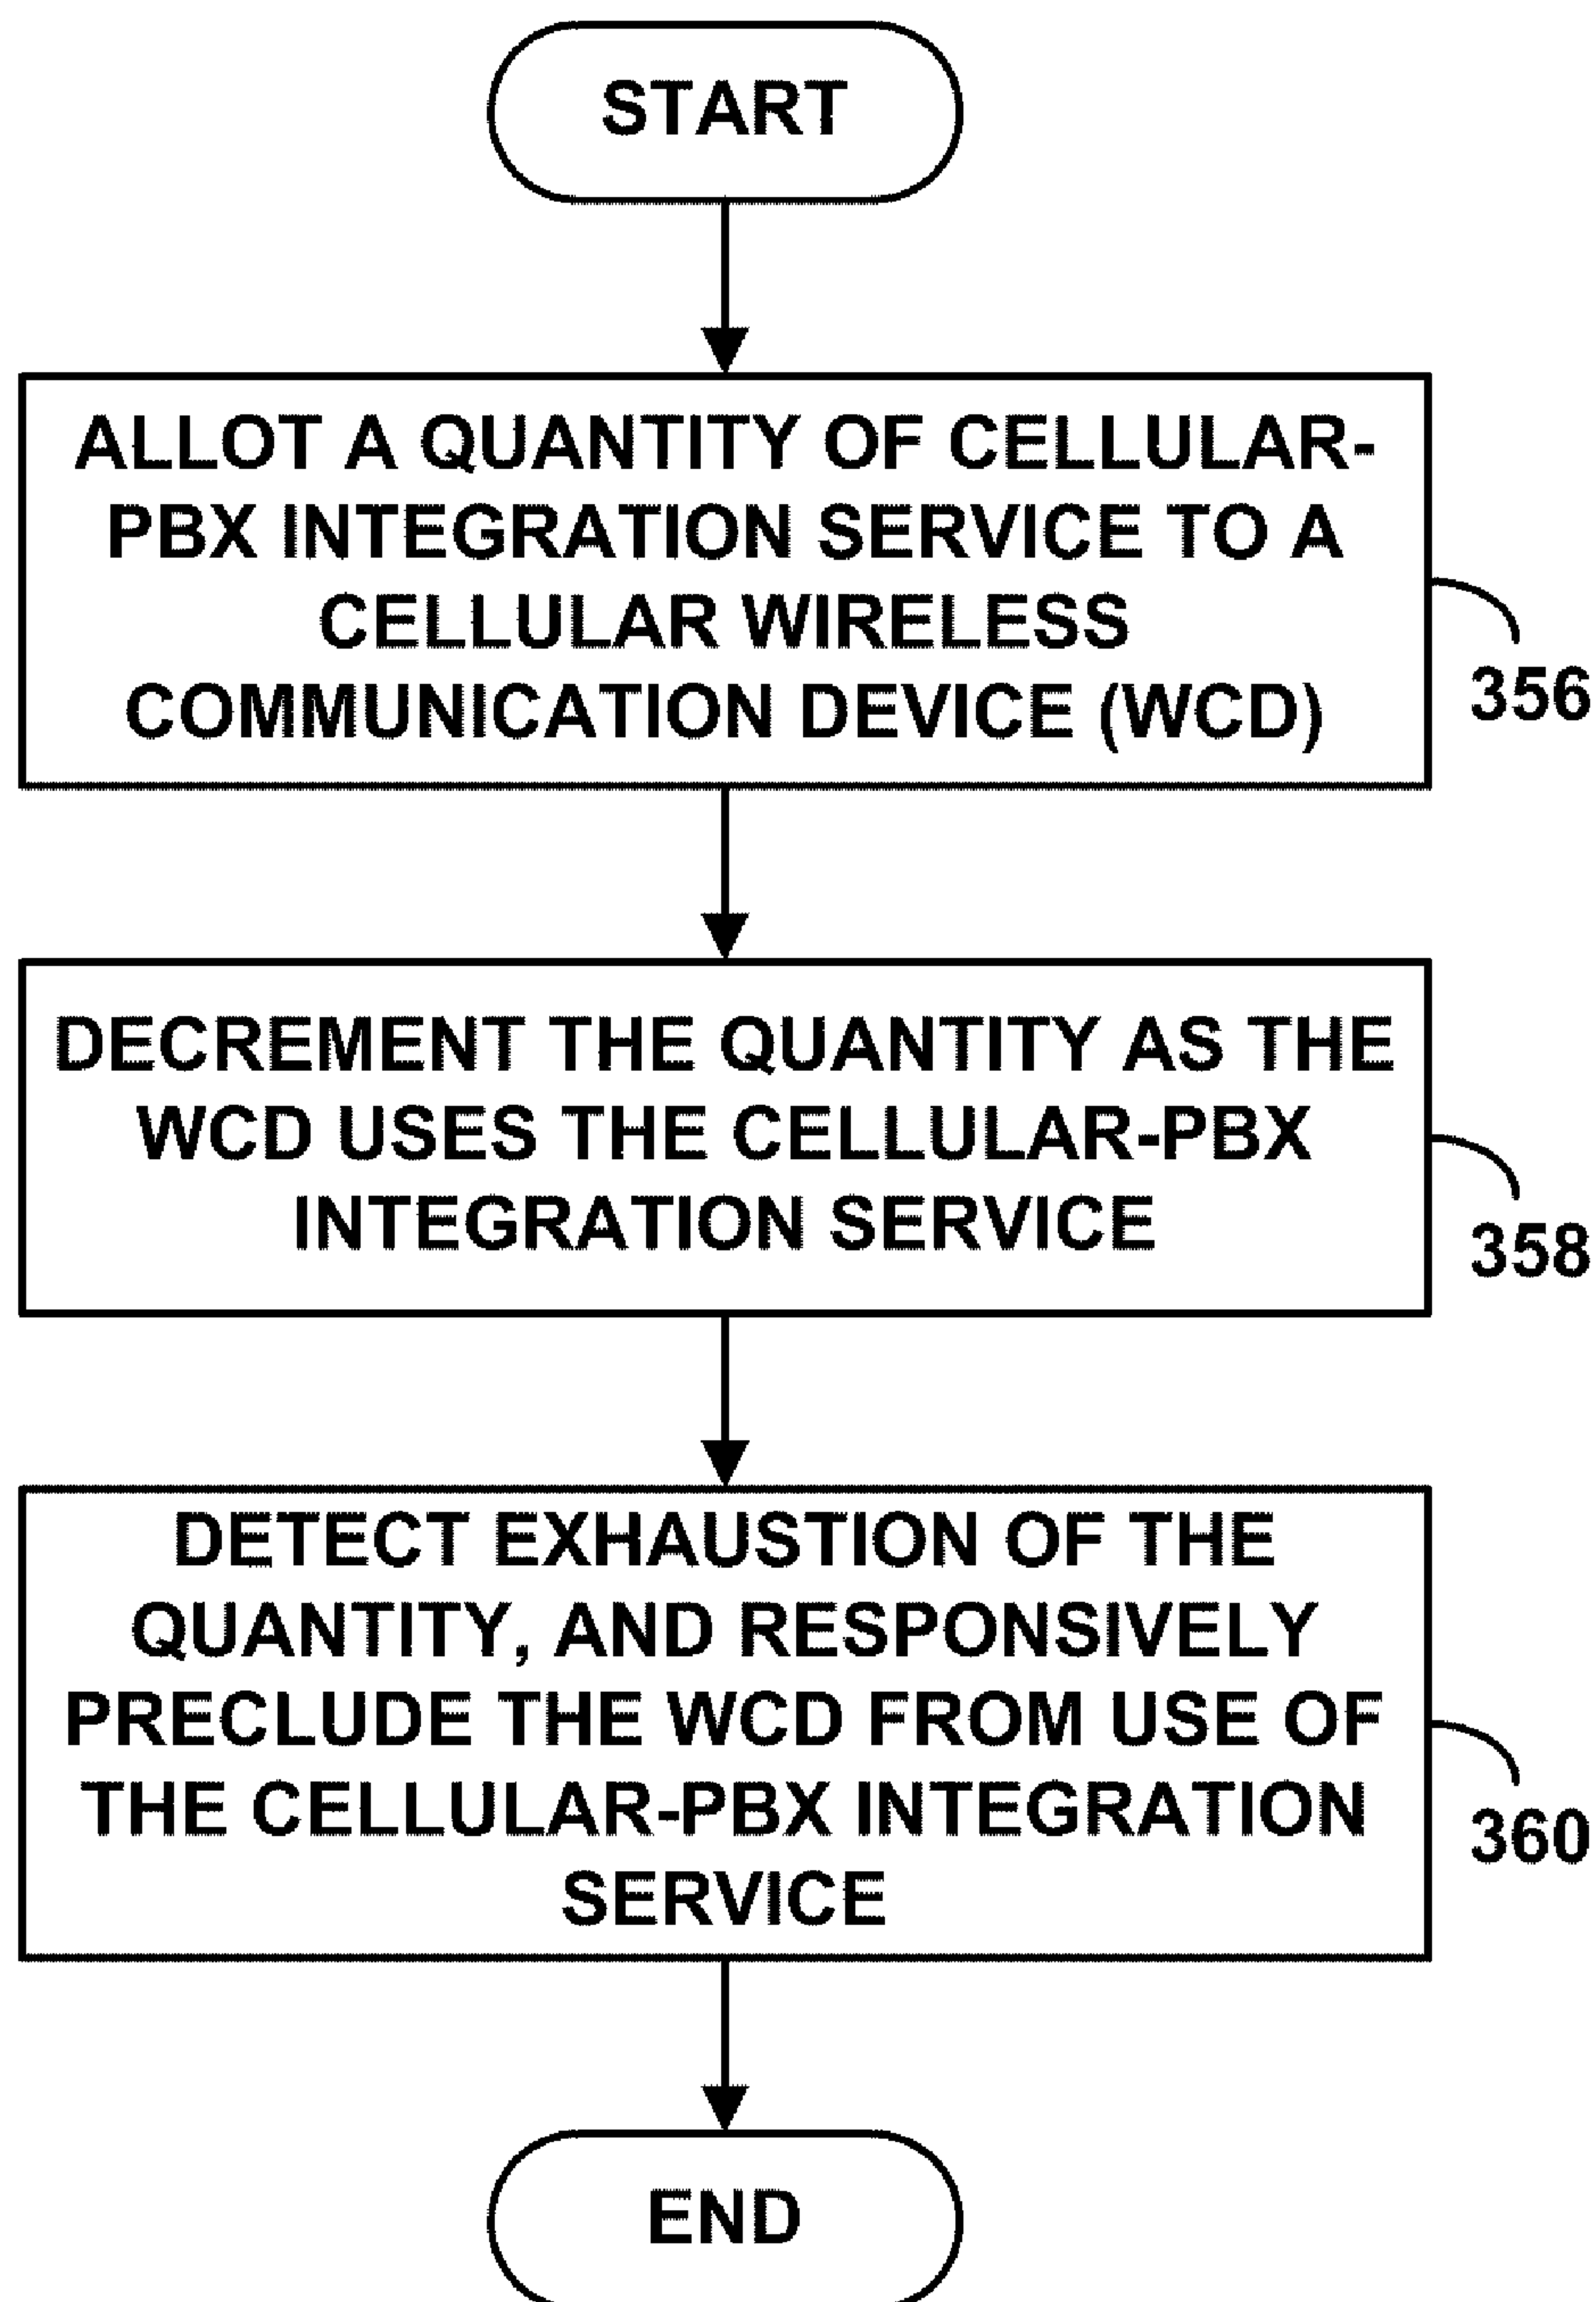 START
ALLOT A QUANTITY OF CELLULAR-
PBX INTEGRATION SERVICE TO A
CELLULAR WIRELESS
COMMUNICATION DEVICE (WCD)
356
DECREMENT THE QUANTITY AS THE
WCD USES THE CELLULAR-PBX
INTEGRATION SERVICE
358
DETECT EXHAUSTION OF THE
QUANTITY, AND RESPONSIVELY
PRECLUDE THE WCD FROM USE OF
THE CELLULAR-PBX INTEGRATION
SERVICE
360
END